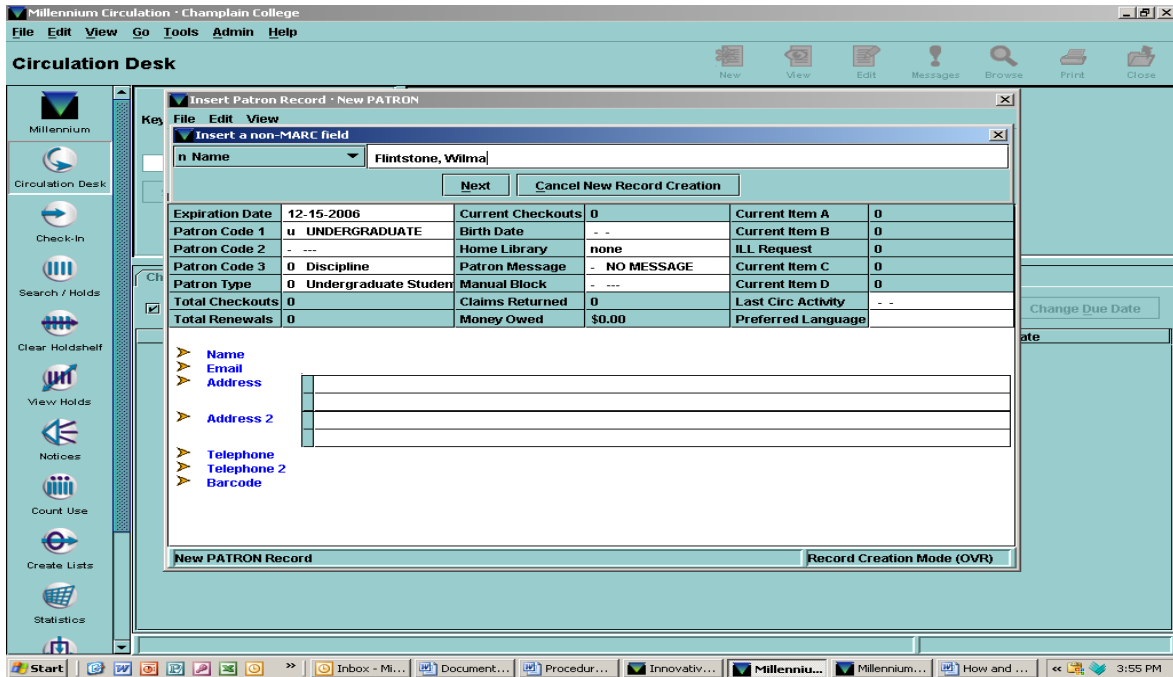 Millennium Circulation · Champlain College
File Edit View Go Tools Admin Help
Circulation Desk
New View Edit Messages Browse Print Close
Millennium
Circulation Desk
Check-In
Search / Holds
Clear Holdshelf
View Holds
Notices
Count Use
Create Lists
Statistics
Key
Insert Patron Record · New PATRON
File Edit View
Insert a non-MARC field
n Name Flintstone, Wilma
Next Cancel New Record Creation
Expiration Date 12-15-2006 Current Checkouts 0 Current Item A 0
Patron Code 1 u UNDERGRADUATE Birth Date - - Current Item B 0
Patron Code 2 - --- Home Library none ILL Request 0
Patron Code 3 0 Discipline Patron Message - NO MESSAGE Current Item C 0
Patron Type 0 Undergraduate Studen Manual Block - --- Current Item D 0
Total Checkouts 0 Claims Returned 0 Last Circ Activity - -
Total Renewals 0 Money Owed $0.00 Preferred Language
Name
Email
Address
Address 2
Telephone
Telephone 2
Barcode
New PATRON Record Record Creation Mode (OVR)
Ch
Change Due Date
ate
Start » Inbox - Mi... Document... Procedur... Innovativ... Millenniu... Millennium... How and ... « 3:55 PM